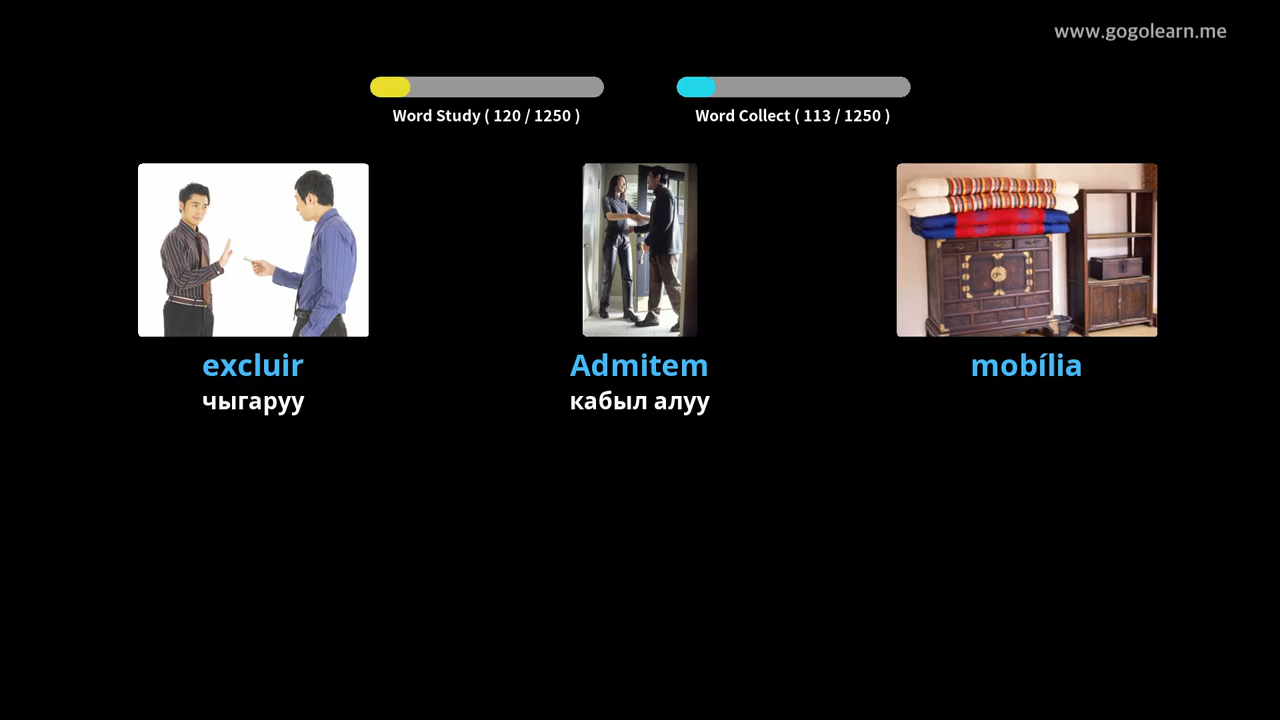 www.gogolearn.me
Word Study ( 120 / 1250 )
Word Collect ( 113 / 1250 )
excluir
чыгаруу
Admitem
кабыл алуу
mobília